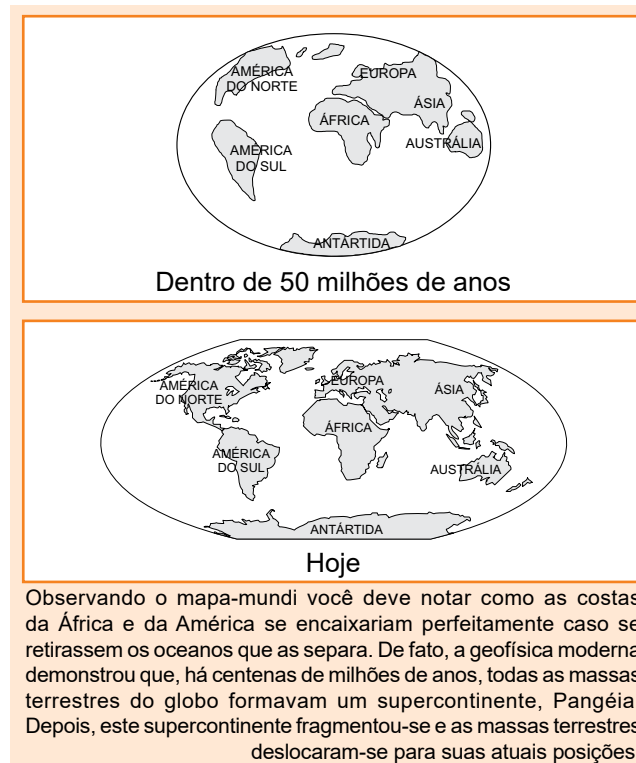 AMÉRICA
DO NORTE
EUROPA
ÁSIA
ÁFRICA
AUSTRÁLIA
AMÉRICA
DO SUL
ANTÁRTIDA
Dentro de 50 milhões de anos
AMÉRICA
DO NORTE
EUROPA
ÁSIA
ÁFRICA
AMÉRICA
DO SUL
AUSTRÁLIA
ANTÁRTIDA
Hoje
Observando o mapa-mundi você deve notar como as costas
da África e da América se encaixariam perfeitamente caso se
retirassem os oceanos que as separa. De fato, a geofísica moderna
demonstrou que, há centenas de milhões de anos, todas as massas
terrestres do globo formavam um supercontinente, Pangéia
Depois, este supercontinente fragmentou-se e as massas terrestres
deslocaram-se para suas atuais posições